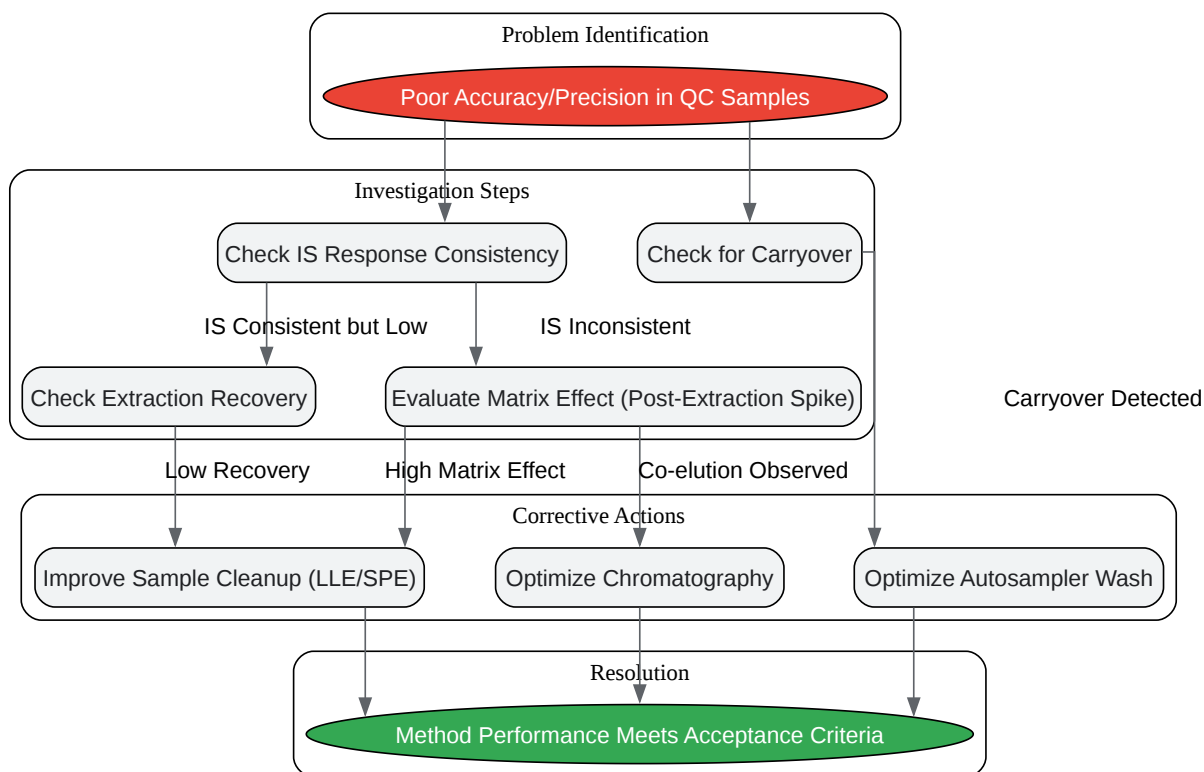 Problem Identification
Poor Accuracy/Precision in QC Samples
Investigation Steps
Check IS Response Consistency
Check for Carryover
IS Consistent but Low
IS Inconsistent
Check Extraction Recovery
Evaluate Matrix Effect (Post-Extraction Spike)
Carryover Detected
Low Recovery
High Matrix Effect
Co-elution Observed
Corrective Actions
Improve Sample Cleanup (LLE/SPE)
Optimize Chromatography
Optimize Autosampler Wash
Resolution
Method Performance Meets Acceptance Criteria